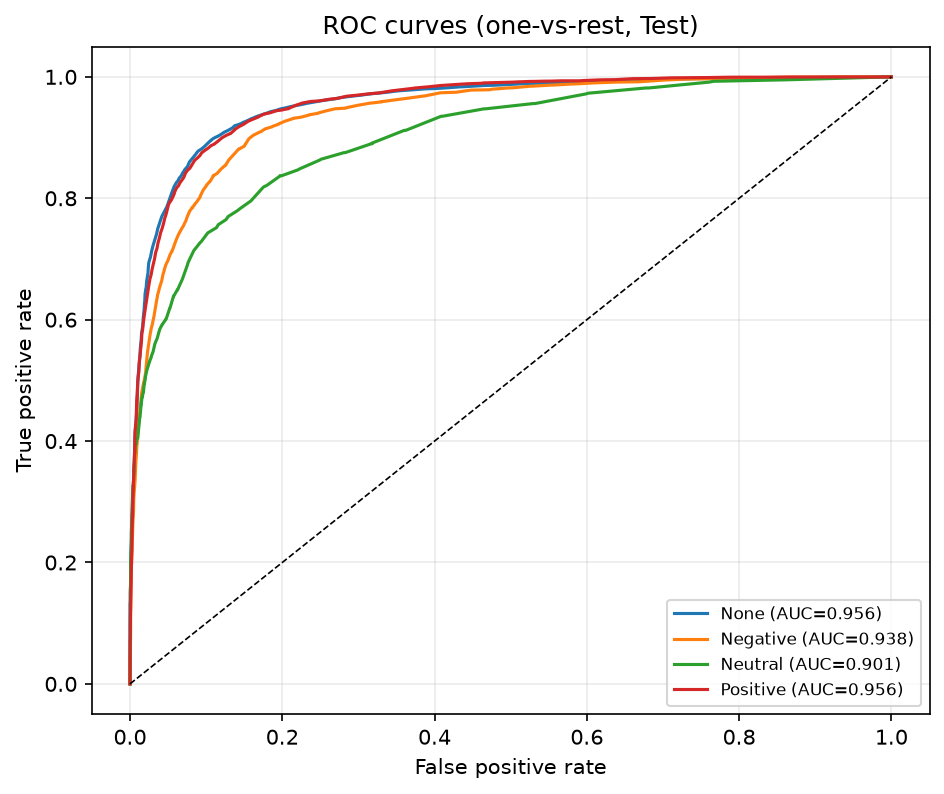 ROC curves (one-vs-rest, Test)
True positive rate
1.0
0.8
0.6
0.4
0.2
0.0
None (AUC=0.956)
Negative (AUC=0.938)
Neutral (AUC=0.901)
Positive (AUC=0.956)
0.0 0.2 0.4 0.6 0.8 1.0
False positive rate